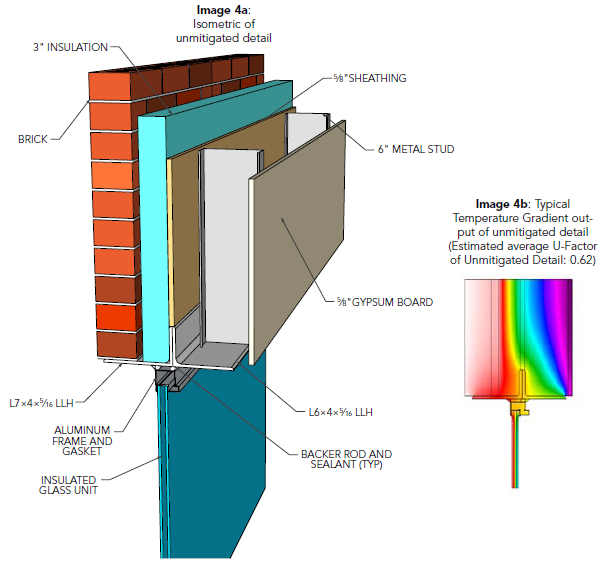 Image 4a:
Isometric of
unmitigated detail
3" INSULATION
⅝"SHEATHING
BRICK
6" METAL STUD
Image 4b: Typical
Temperature Gradient out-
put of unmitigated detail
(Estimated average U-Factor
of Unmitigated Detail: 0.62)
⅝"GYPSUM BOARD
L7×4×5⁄16 LLH
L6×4×5⁄16 LLH
ALUMINUM
FRAME AND
GASKET
BACKER ROD AND
SEALANT (TYP)
INSULATED
GLASS UNIT